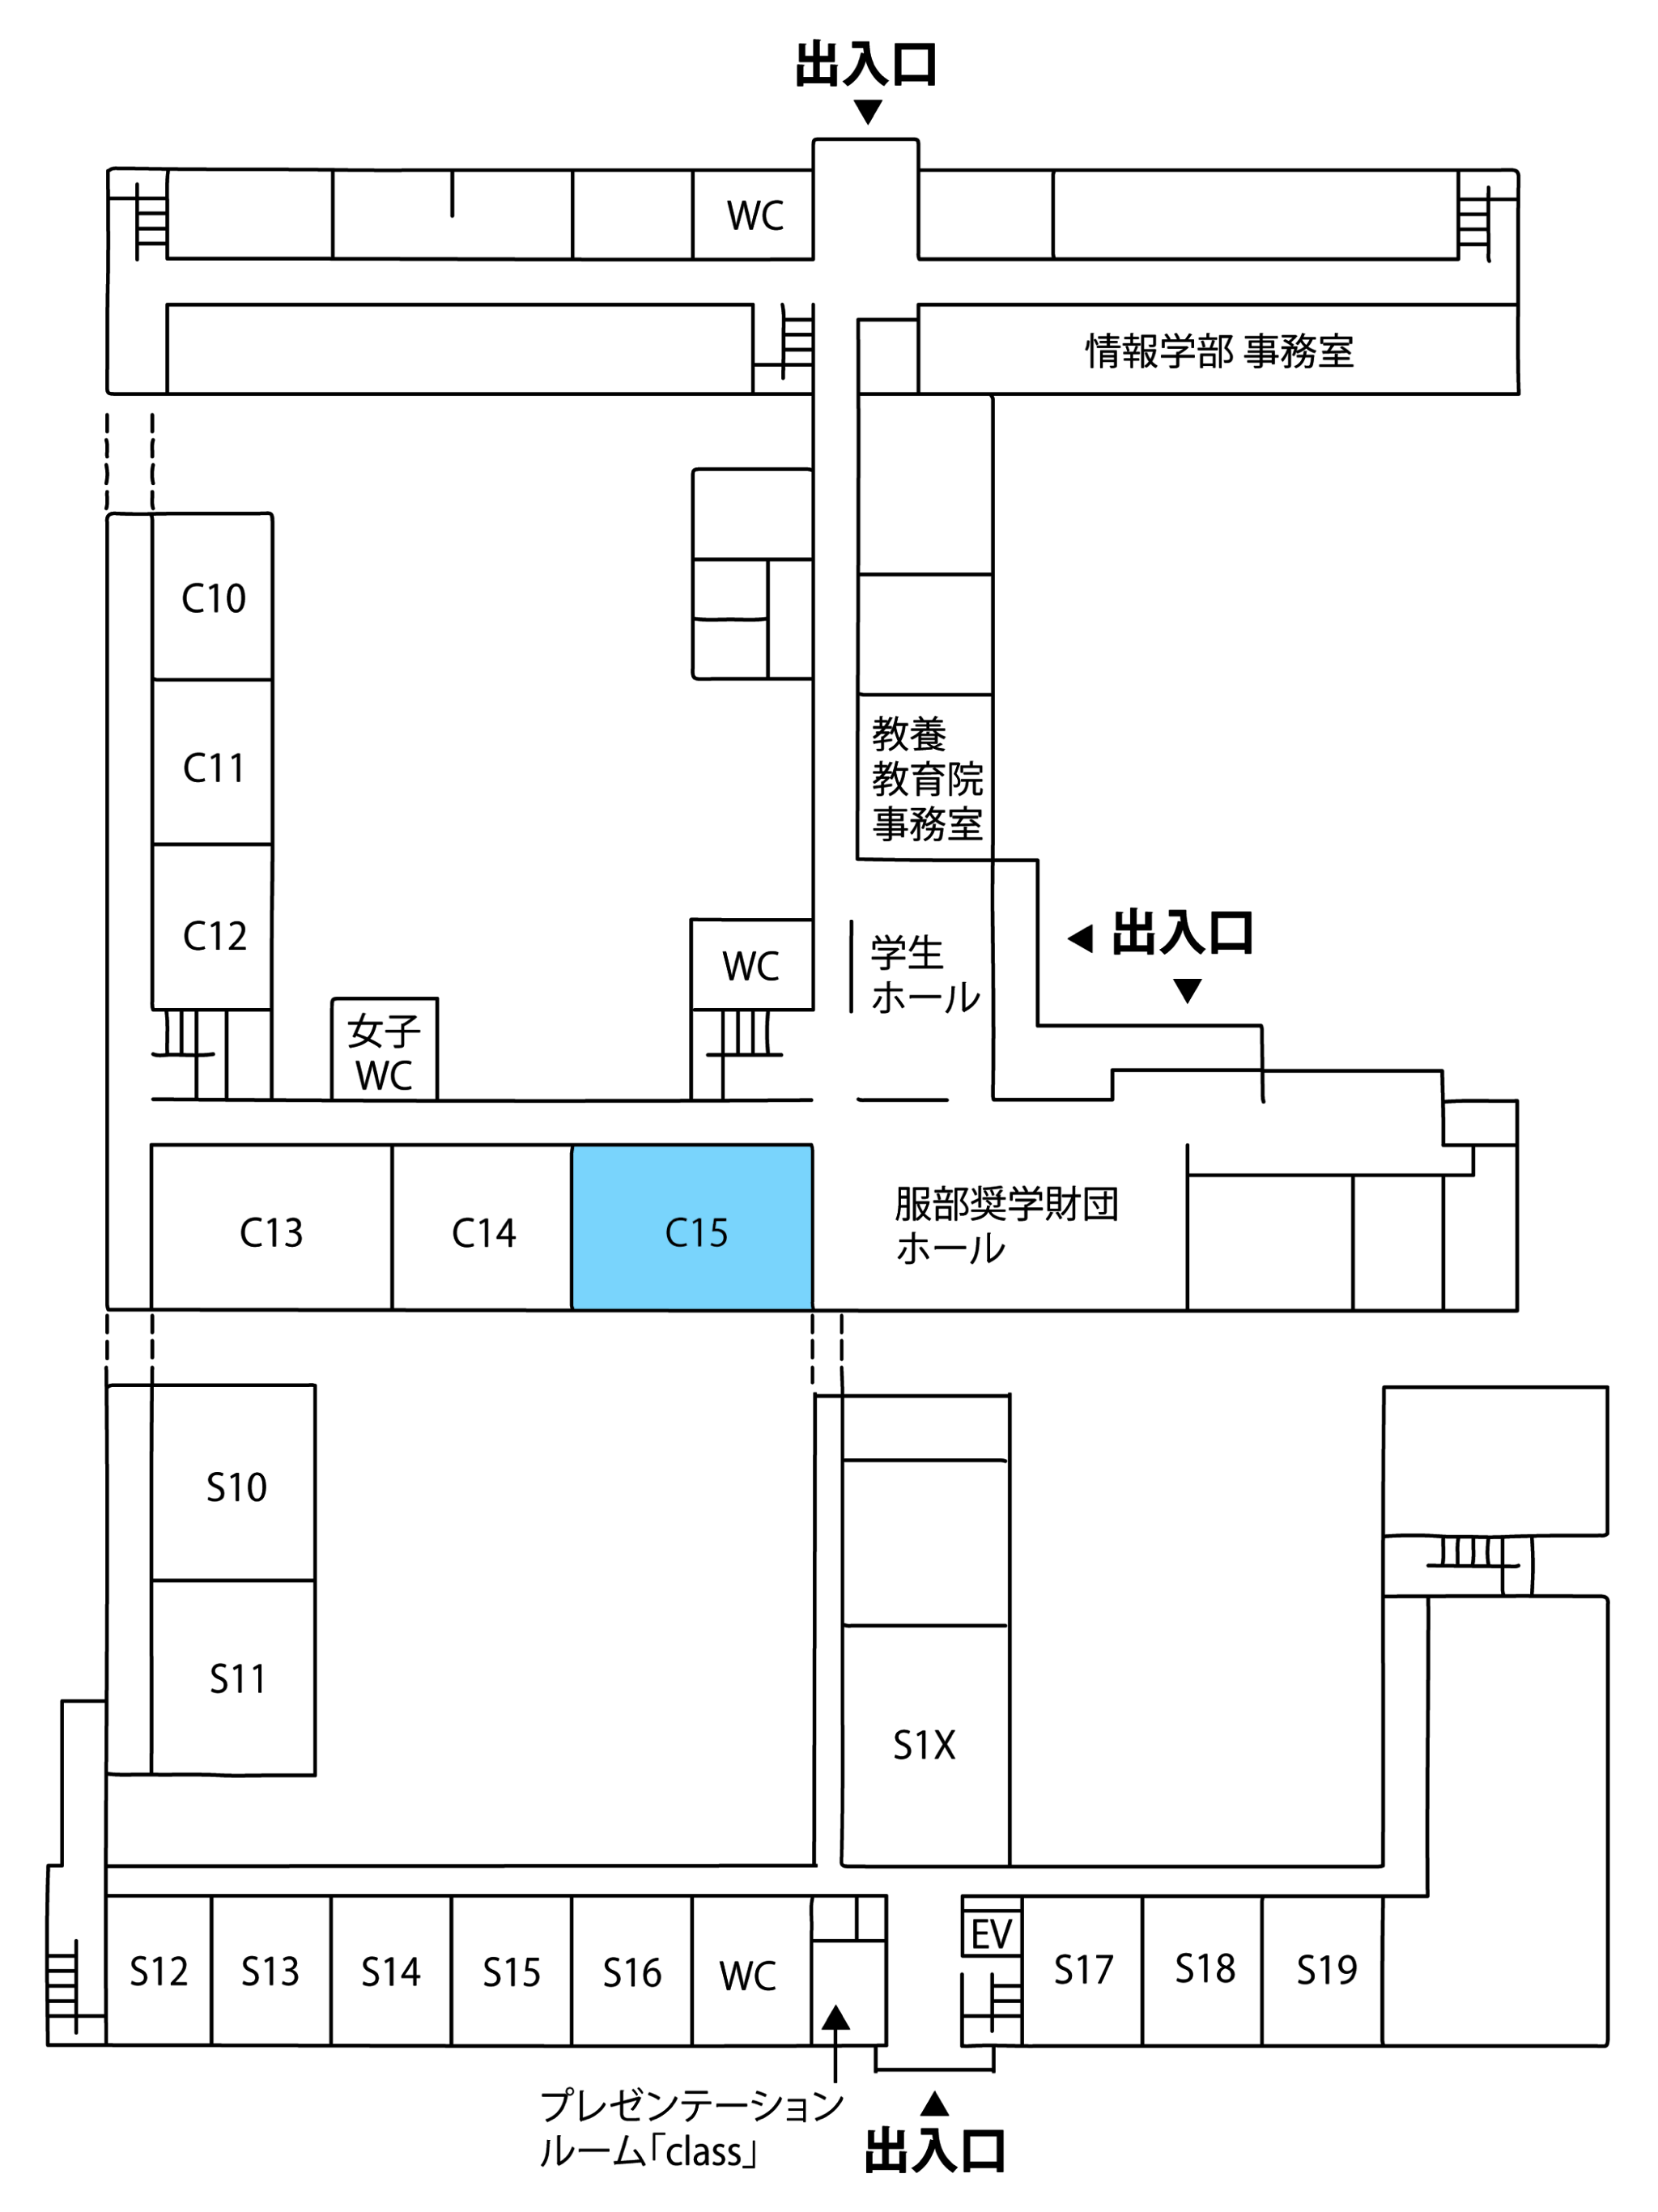 出入口
WC
情報学部 事務室
C10
教養
教育院
事務室
C11
C12
WC
学生
ホール
出入口
女子
WC
C13
C14
C15
服部奨学財団
ホール
S10
S11
S1X
S12
S13
S14
S15
S16
WC
EV
S17
S18
S19
プレゼンテーション
ルーム「class」
出入口